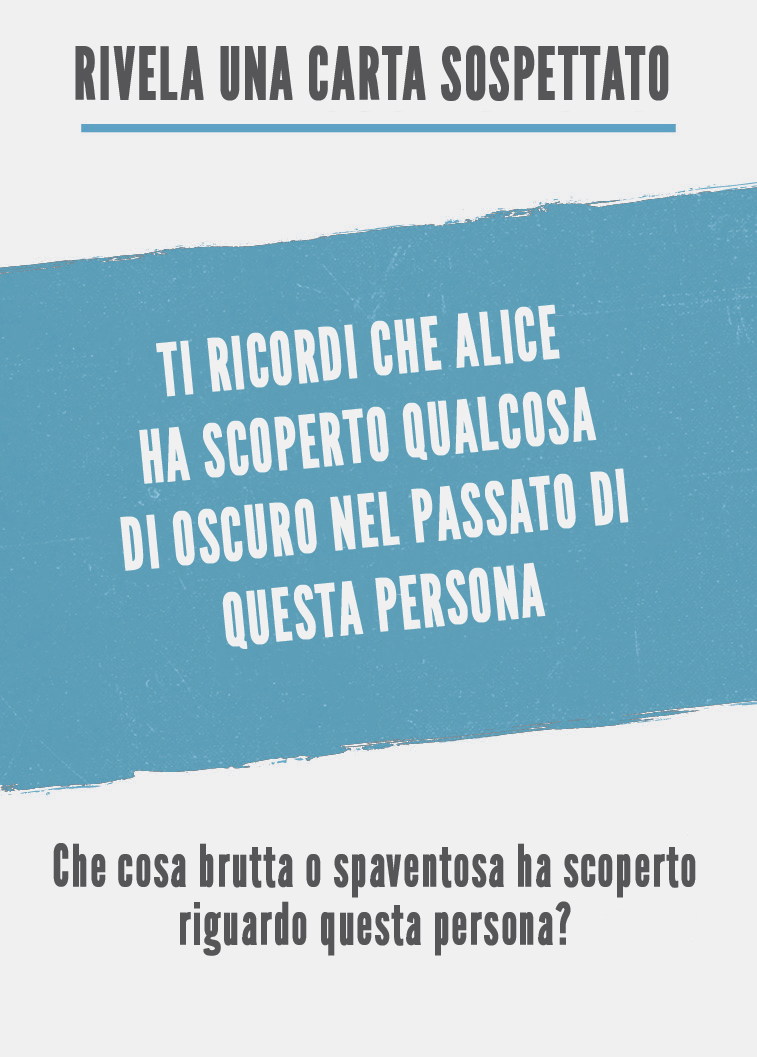 RIVELA UNA CARTA SOSPETTATO
TI RICORDI CHE ALICE
HA SCOPERTO QUALCOSA
DI OSCURO NEL PASSATO DI
QUESTA PERSONA
Che cosa brutta o spaventosa ha scoperto
riguardo questa persona?